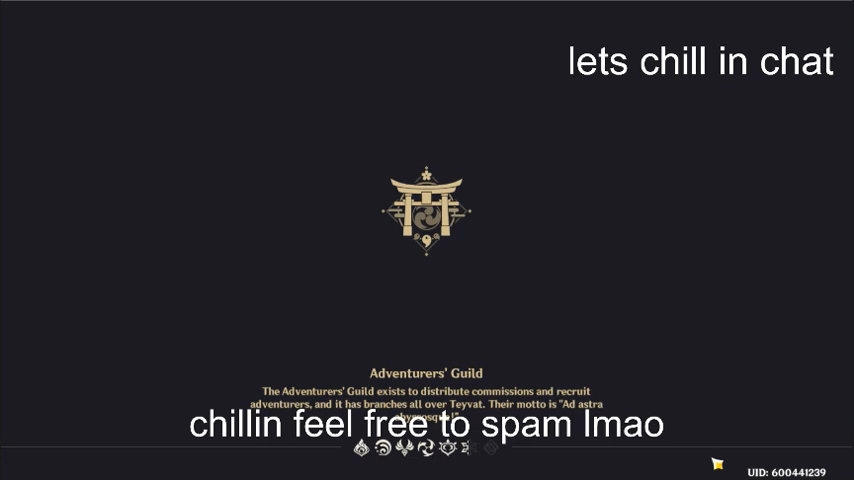 lets chill in chat
Adventurers' Guild
The Adventurers' Guild exists to distribute commissions and recruit
adventurers, and it has branches all over Teyvat. Their motto is "Ad astra
abyssosque!"
chillin feel free to spam lmao
UID: 600441239